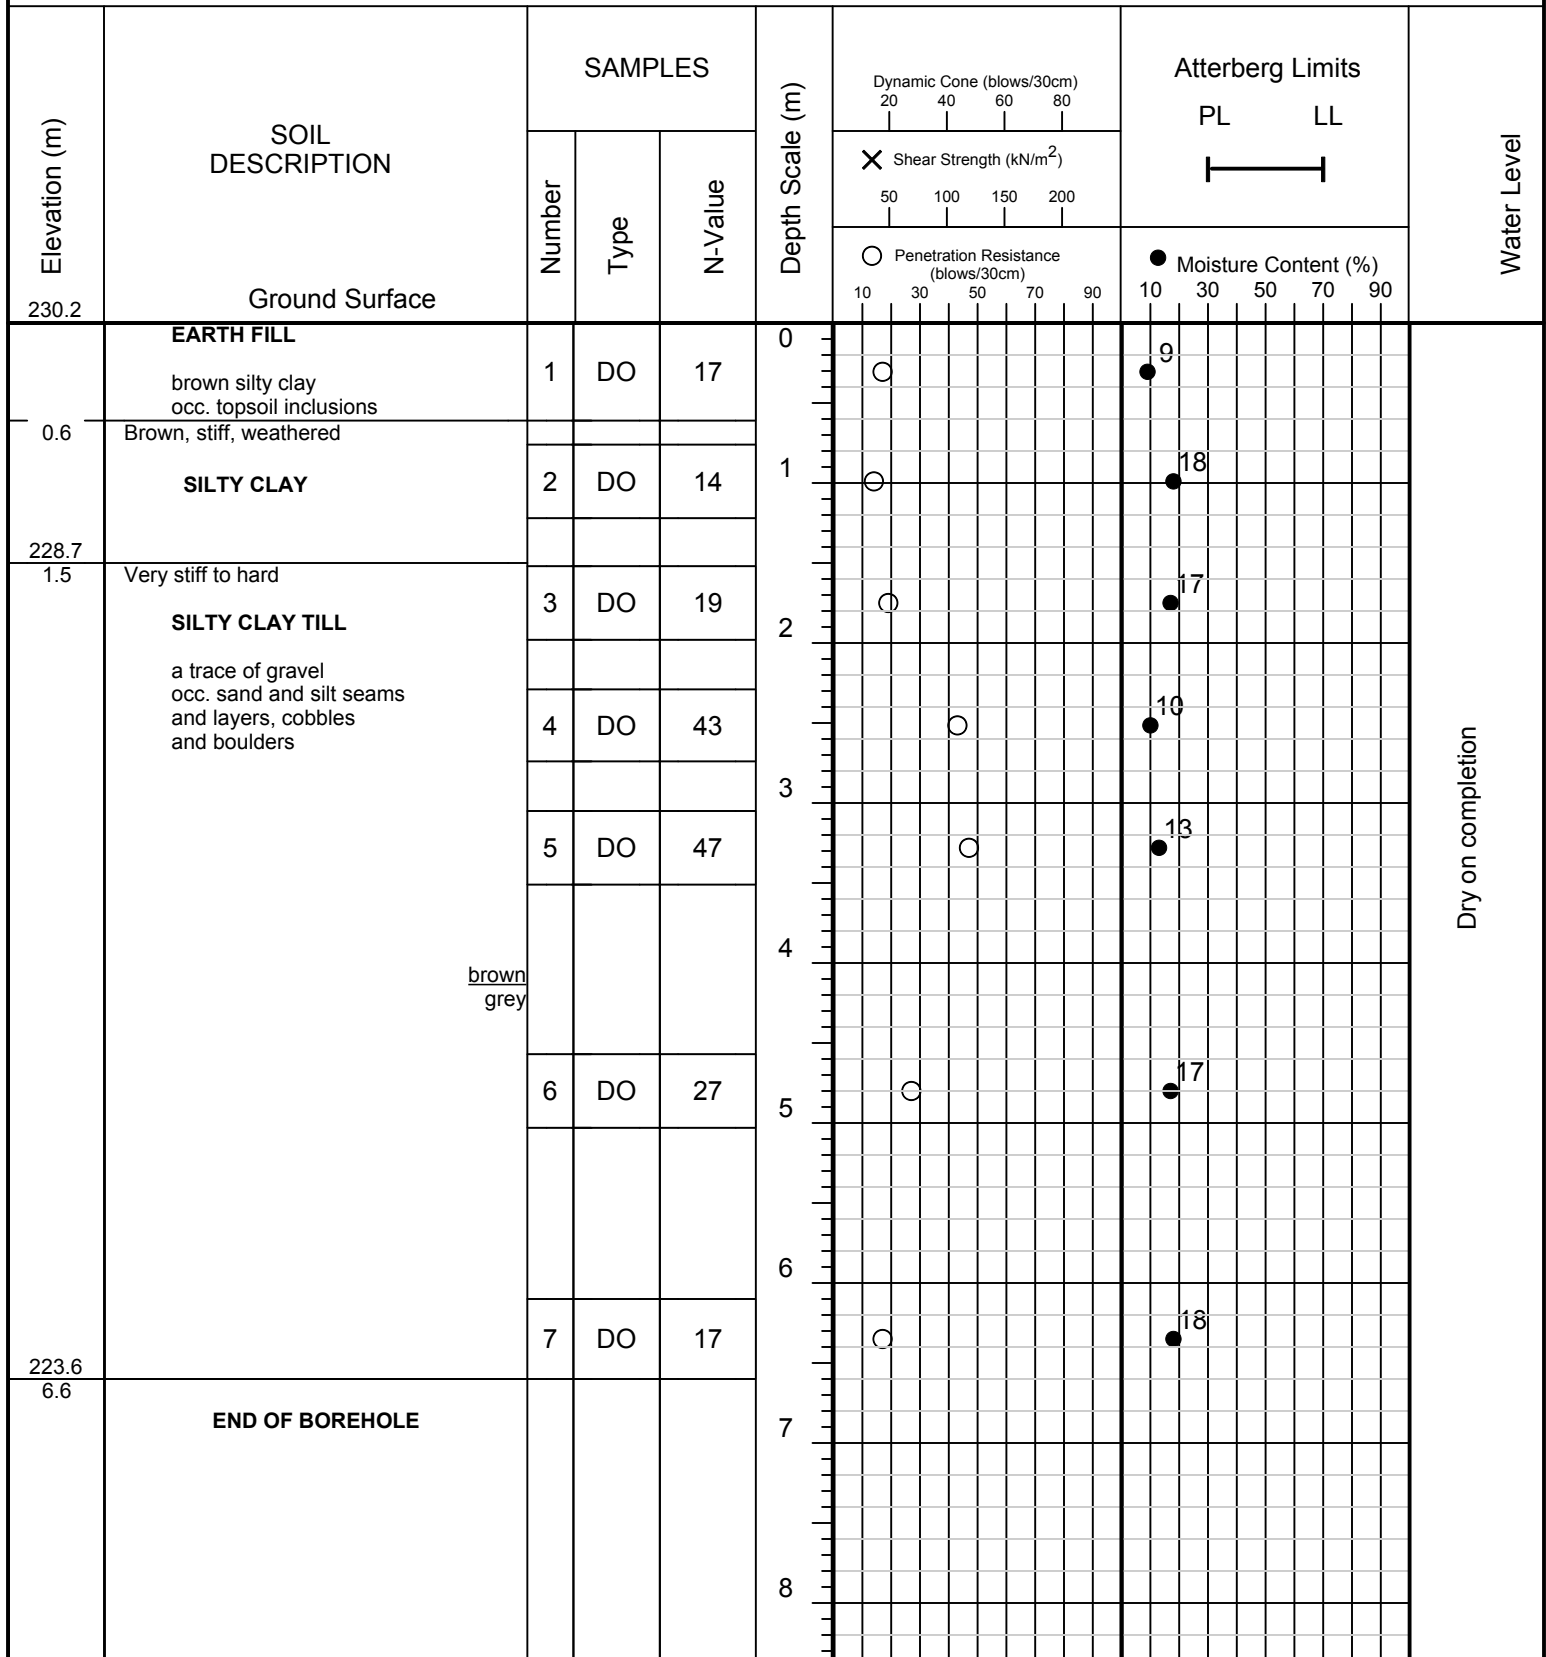 Elevation (m)
SOIL
DESCRIPTION
Ground Surface
230.2
SAMPLES
Number
Type
N-Value
Depth Scale (m)
Dynamic Cone (blows/30cm)
20 40 60 80
Shear Strength (kN/m2)
50 100 150 200
Penetration Resistance
(blows/30cm)
10 30 50 70 90
Atterberg Limits
PL LL
Moisture Content (%)
10 30 50 70 90
Water Level
EARTH FILL
brown silty clay
occ. topsoil inclusions
1 DO 17
0
9
0.6
Brown, stiff, weathered
SILTY CLAY
2 DO 14
1
18
228.7
1.5
Very stiff to hard
SILTY CLAY TILL
3 DO 19
2
17
a trace of gravel
occ. sand and silt seams
and layers, cobbles
and boulders
4 DO 43
10
3
5 DO 47
13
4
brown
grey
6 DO 27
5
17
6
7 DO 17
18
223.6
6.6
END OF BOREHOLE
7
8
Dry on completion